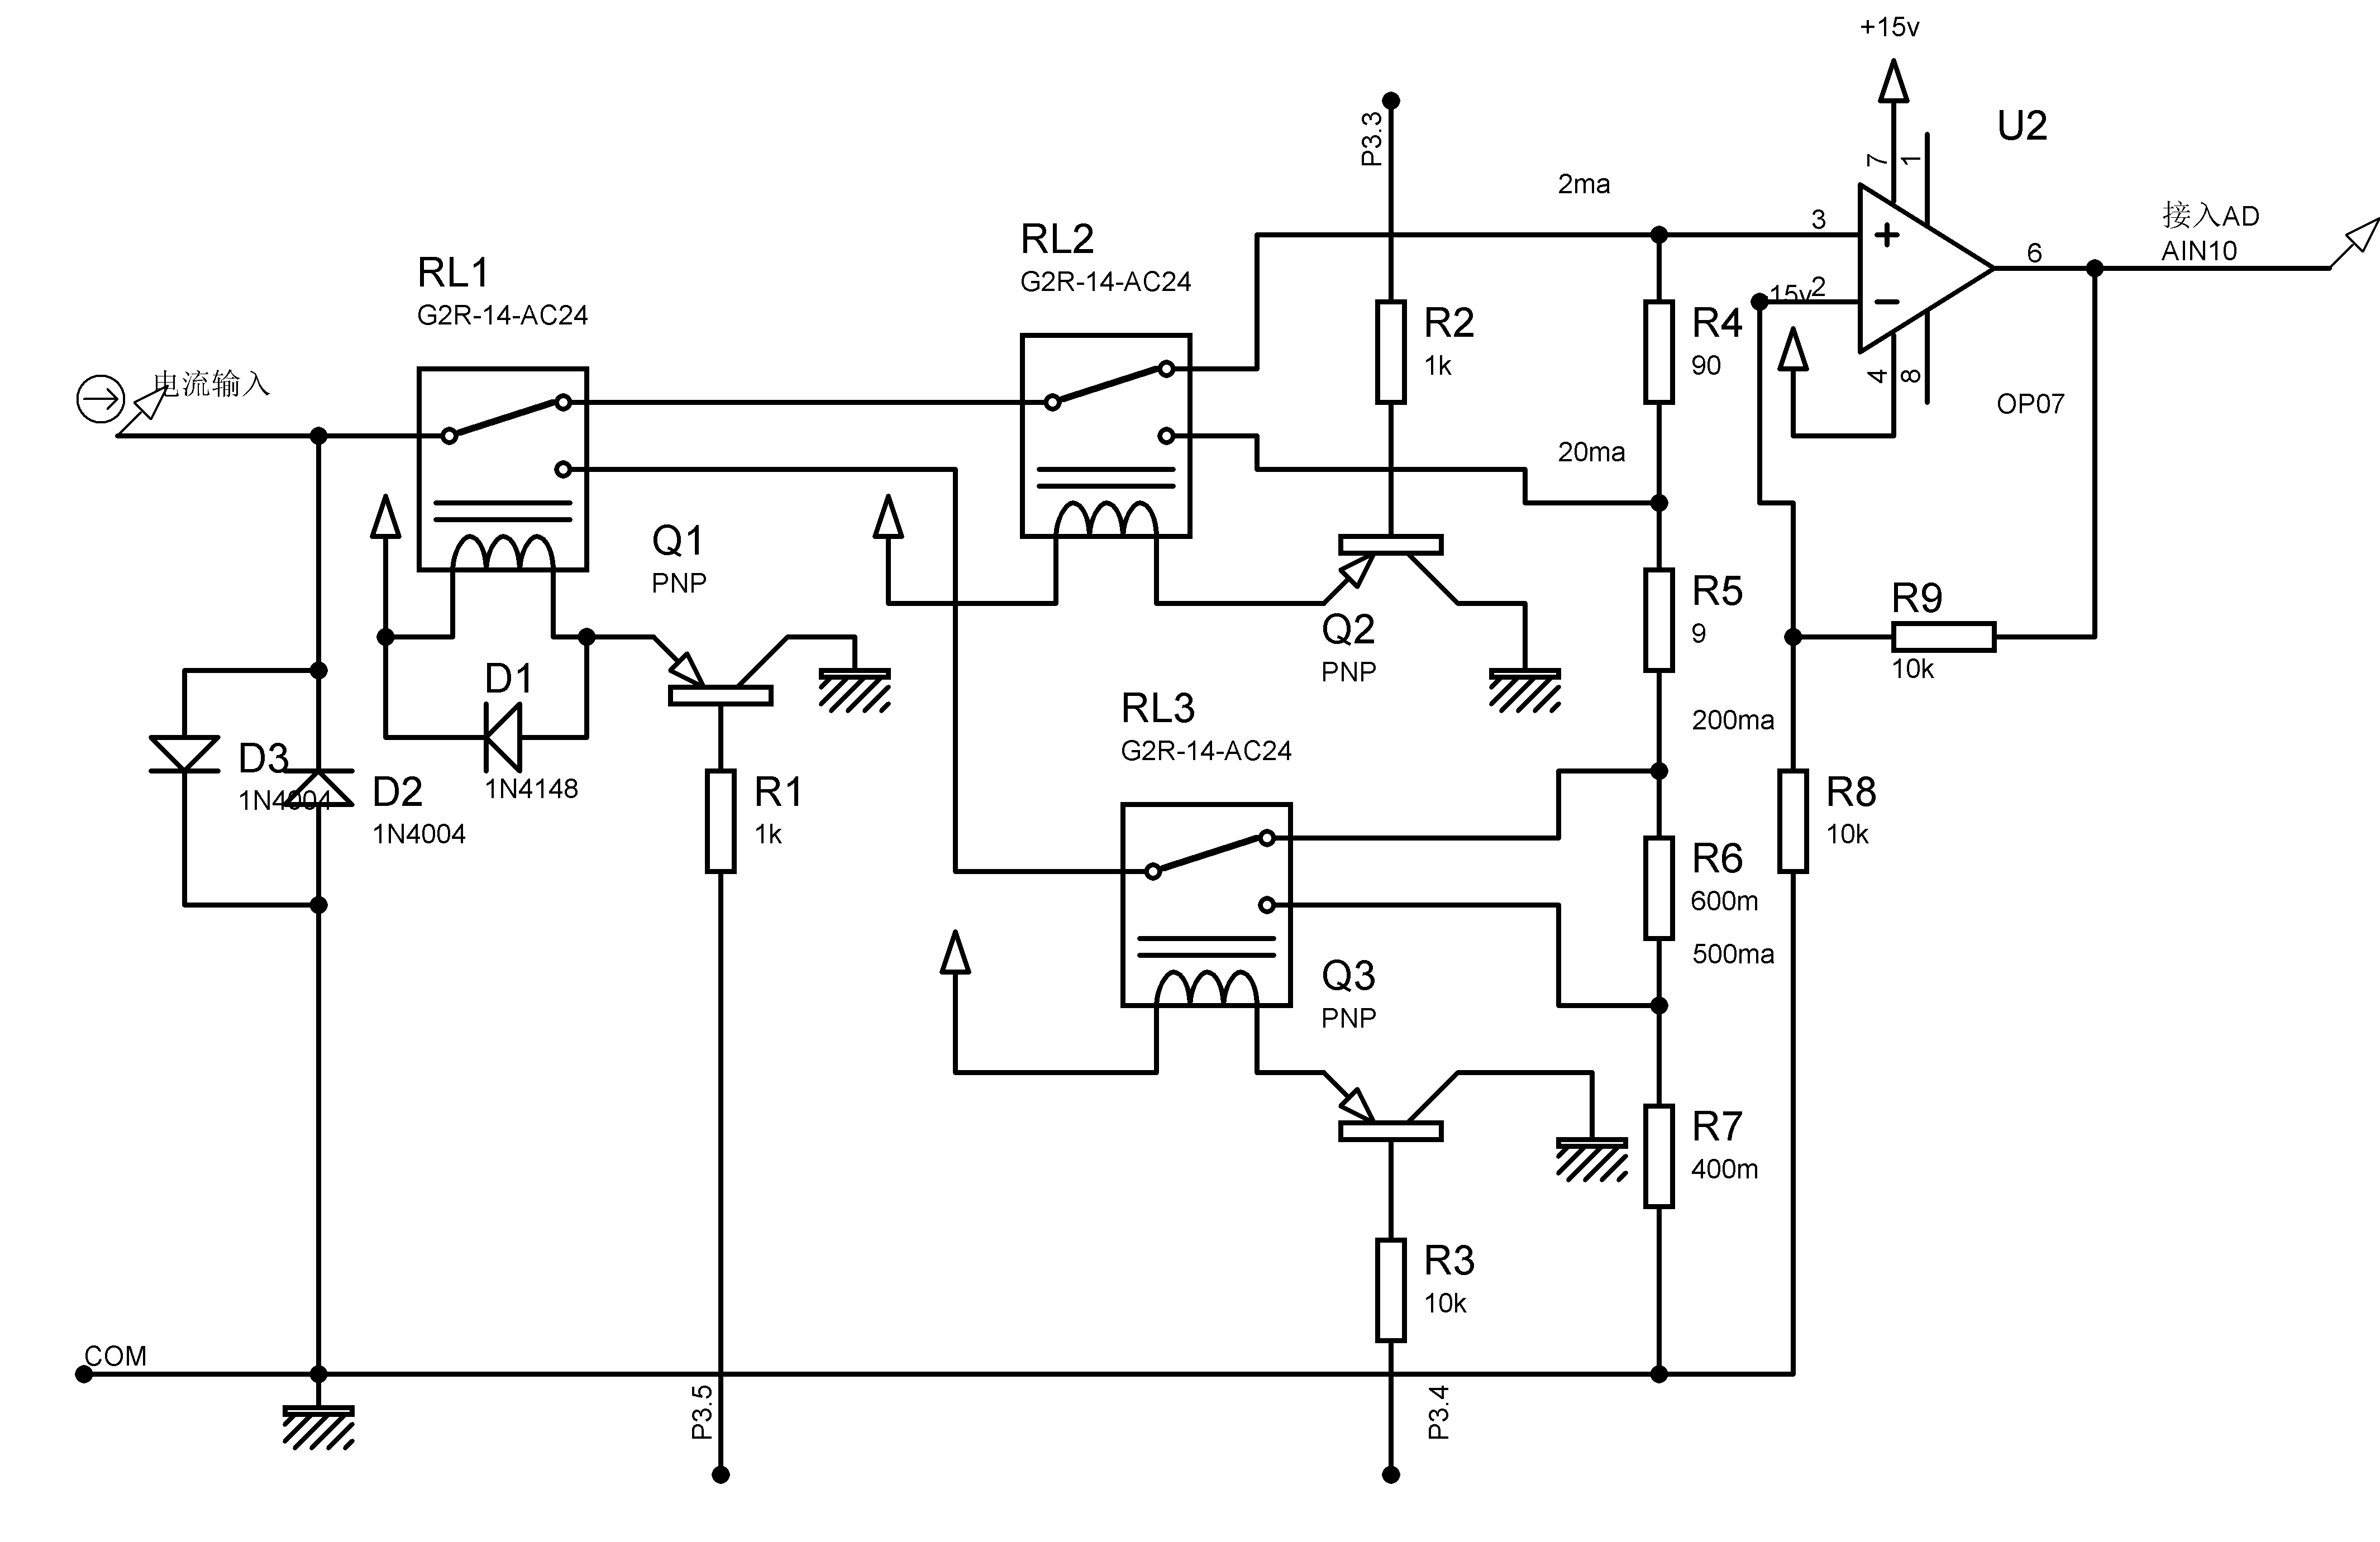 +15v
U2
7
1
P3.3
2ma
3
接入AD
AIN10
6
RL2
G2R-14-AC24
RL1
G2R-14-AC24
15v
2
R2
1k
R4
90
电流输入
4
8
OP07
20ma
Q1
PNP
R5
9
R9
10k
Q2
PNP
D1
1N4148
RL3
G2R-14-AC24
200ma
D3
1N4004
D2
1N4004
R1
1k
R8
10k
R6
600m
500ma
Q3
PNP
R7
400m
R3
10k
COM
P3.5
P3.4